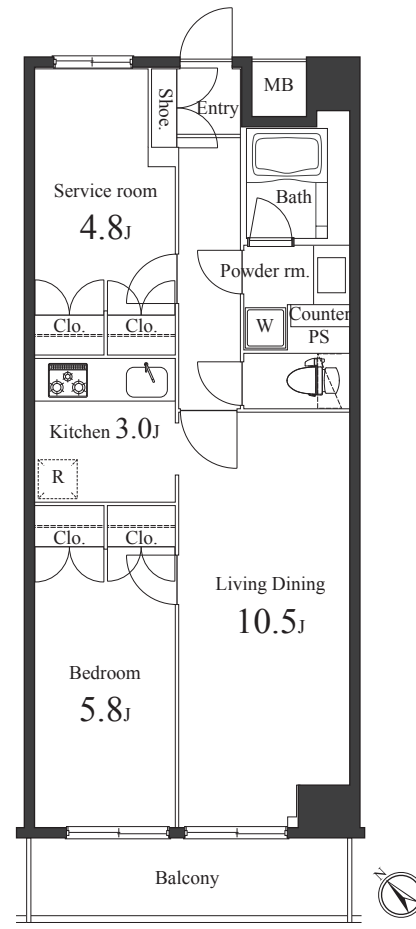 MB
Shoe.
Entry
Bath
Service room
4.8J
Powder rm.
Counter
PS
W
Clo.
Clo.
Kitchen 3.0J
R
Clo.
Clo.
Living Dining
10.5J
Bedroom
5.8J
Balcony
N